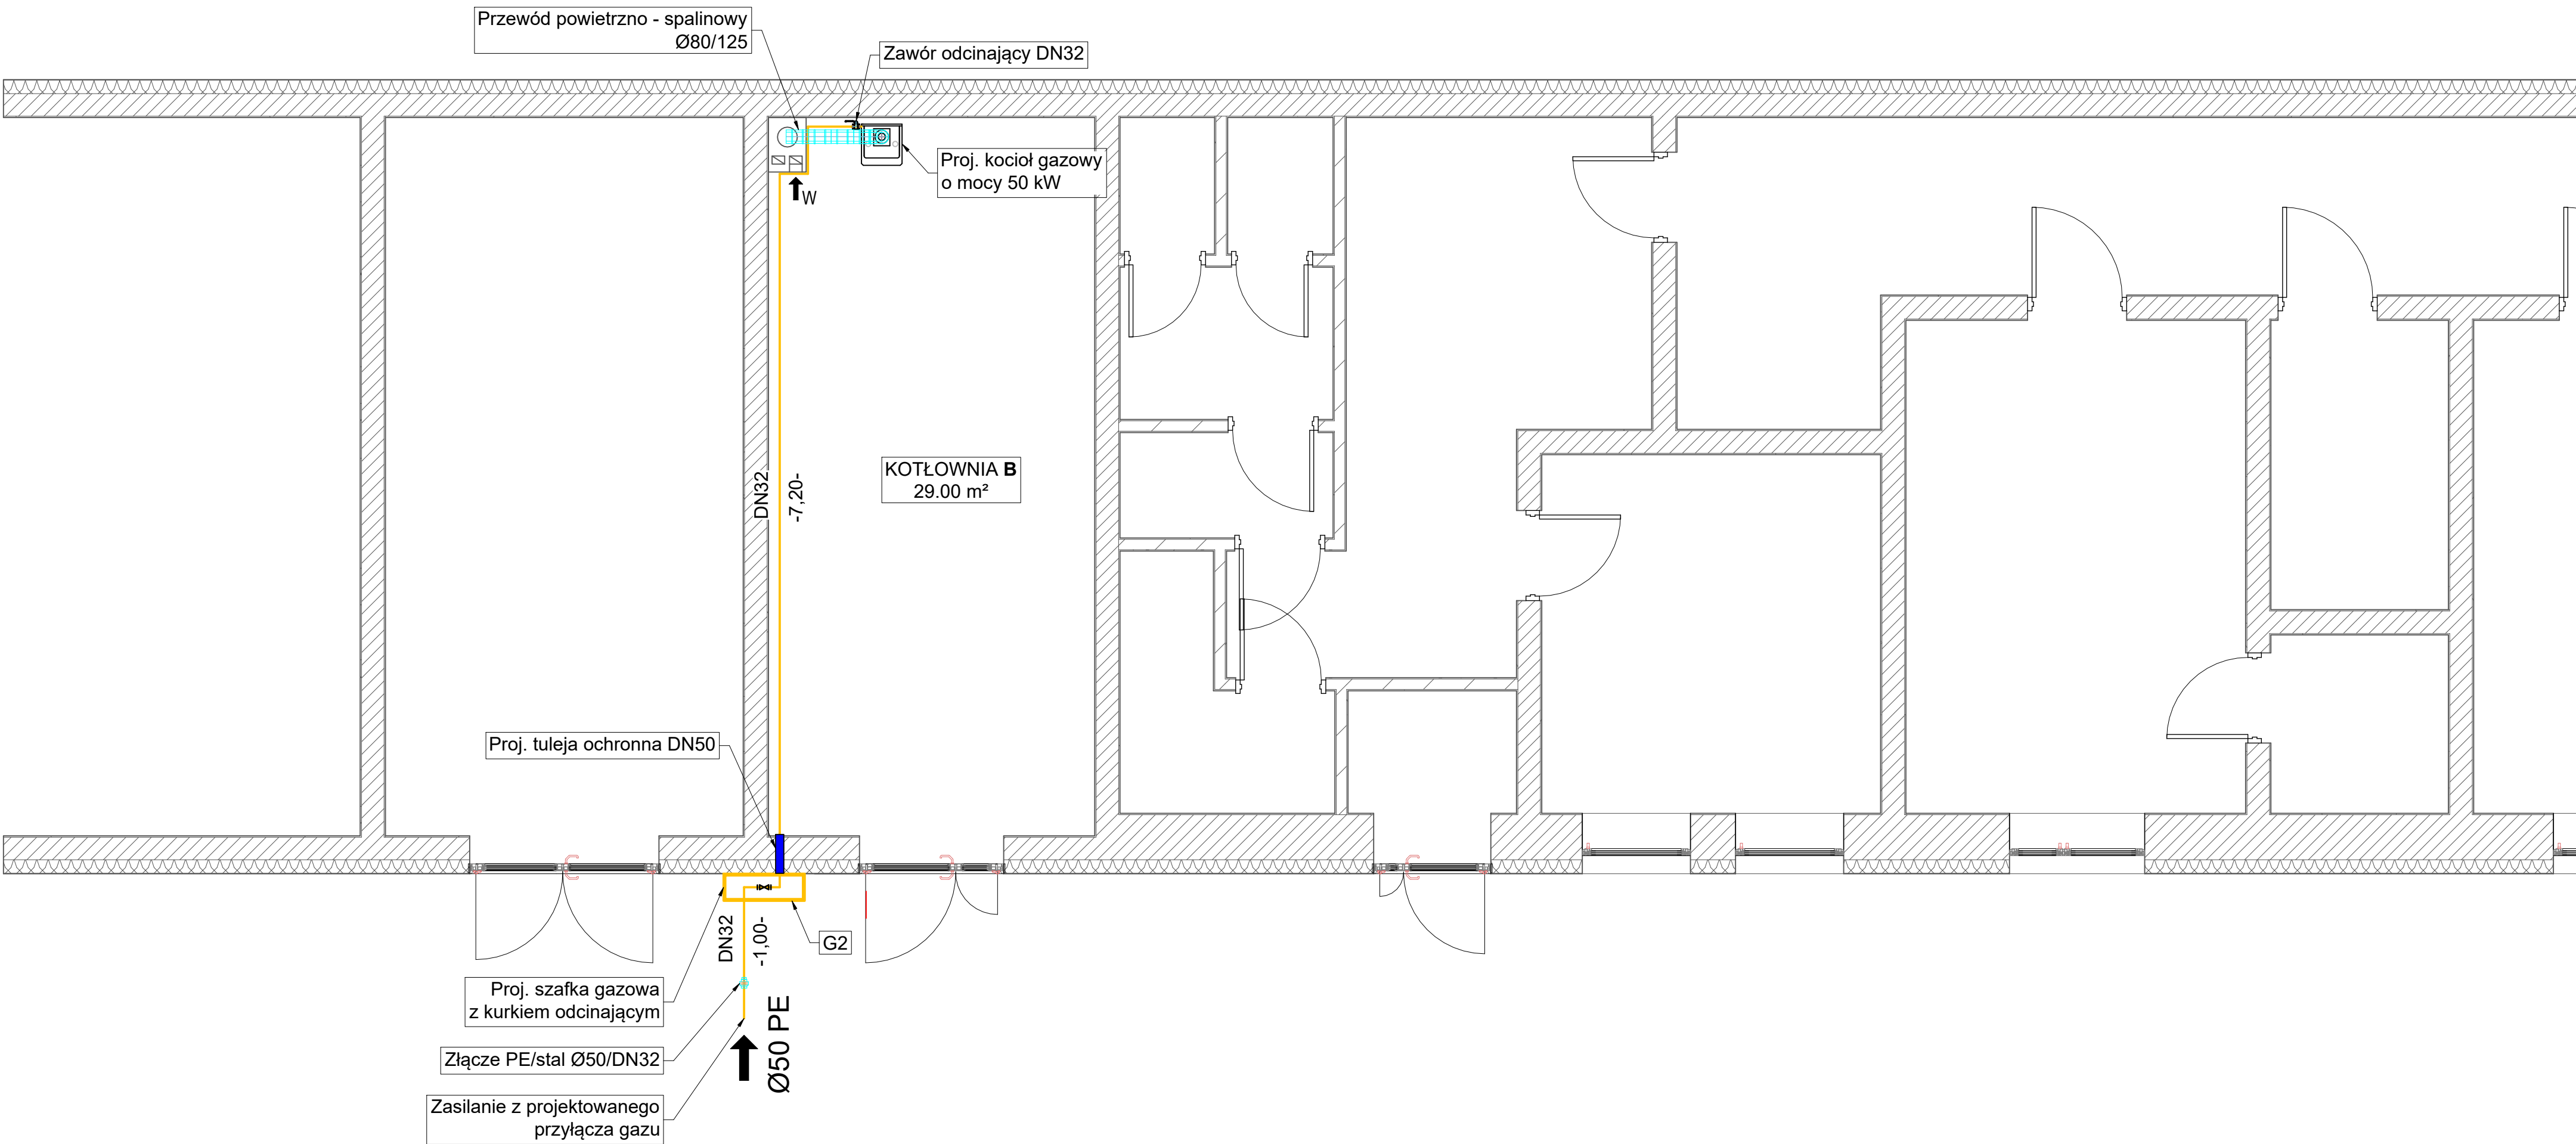 Przewód powietrzno - spalinowy
Ø80/125
Zawór odcinający DN32
Proj. kocioł gazowy
o mocy 50 kW
W
KOTŁOWNIA B
29.00 m²
DN32
-7,20-
Proj. tuleja ochronna DN50
DN32
-1,00-
G2
Proj. szafka gazowa
z kurkiem odcinającym
Złącze PE/stal Ø50/DN32
Ø50 PE
Zasilanie z projektowanego
przyłącza gazu